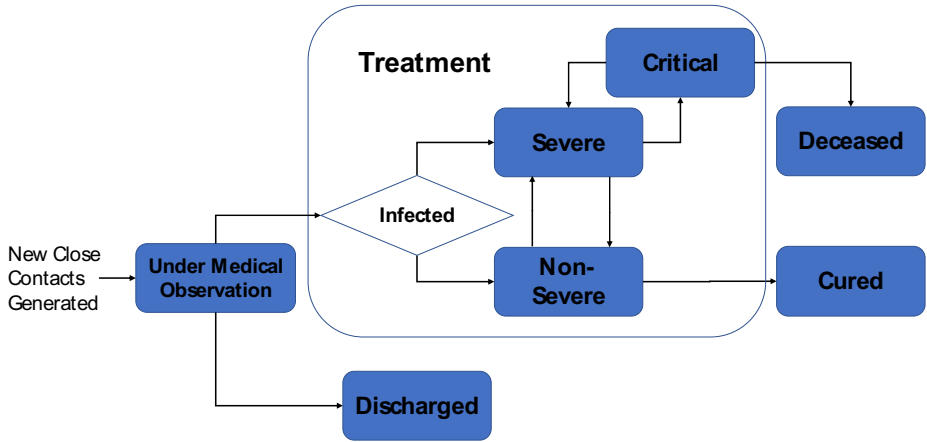 Treatment
Critical
Severe
Deceased
Infected
New Close
Contacts
Generated
Under Medical
Observation
Non-
Severe
Cured
Discharged